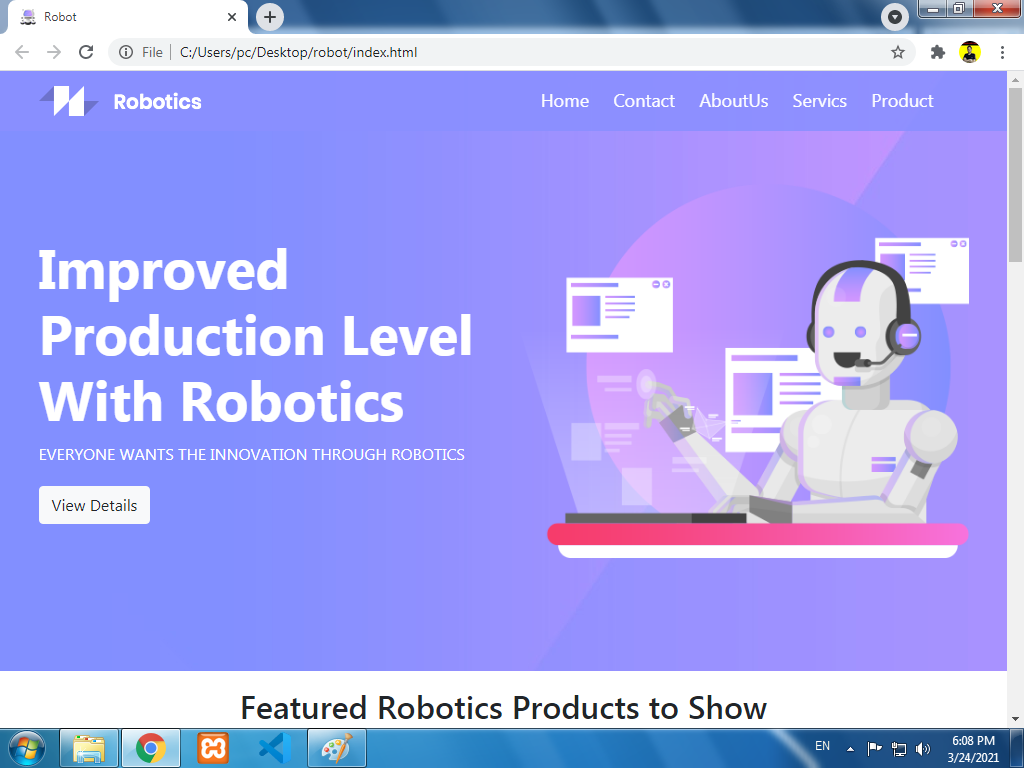 Robot
File
C:/Users/pc/Desktop/robot/index.html
Robotics
Home Contact AboutUs Servics Product
Improved
Production Level
With Robotics
EVERYONE WANTS THE INNOVATION THROUGH ROBOTICS
View Details
Featured Robotics Products to Show
EN
6:08 PM
3/24/2021